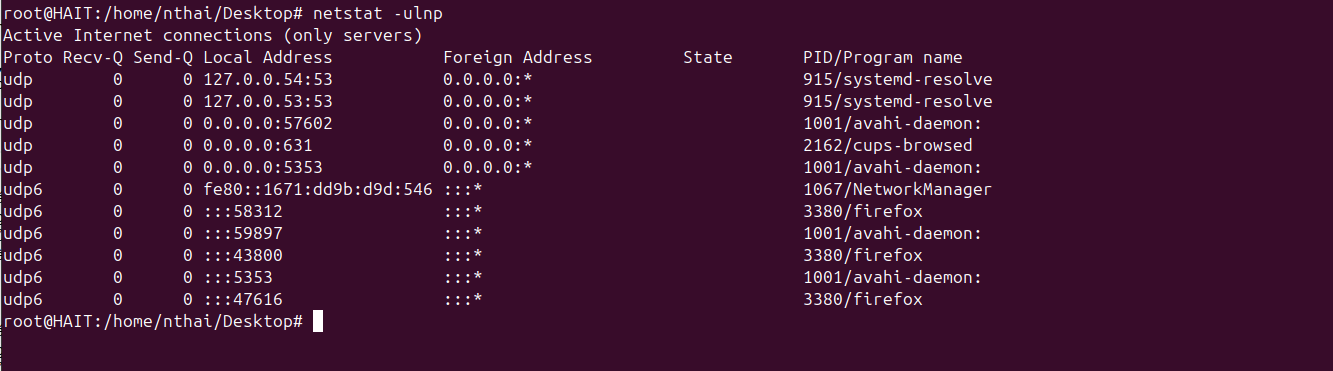 root@HAIT:/home/nthai/Desktop# netstat -ulnp
Active Internet connections (only servers)
Proto Recv-Q Send-Q Local Address           Foreign Address         State       PID/Program name
udp        0      0 127.0.0.54:53           0.0.0.0:*                           915/systemd-resolve
udp        0      0 127.0.0.53:53           0.0.0.0:*                           915/systemd-resolve
udp        0      0 0.0.0.0:57602           0.0.0.0:*                           1001/avahi-daemon:
udp        0      0 0.0.0.0:631             0.0.0.0:*                           2162/cups-browsed
udp        0      0 0.0.0.0:5353            0.0.0.0:*                           1001/avahi-daemon:
udp6       0      0 fe80::1671:dd9b:d9d:546 :::*                                1067/NetworkManager
udp6       0      0 :::58312                :::*                                3380/firefox
udp6       0      0 :::59897                :::*                                1001/avahi-daemon:
udp6       0      0 :::43800                :::*                                3380/firefox
udp6       0      0 :::5353                 :::*                                1001/avahi-daemon:
udp6       0      0 :::47616                :::*                                3380/firefox
root@HAIT:/home/nthai/Desktop#